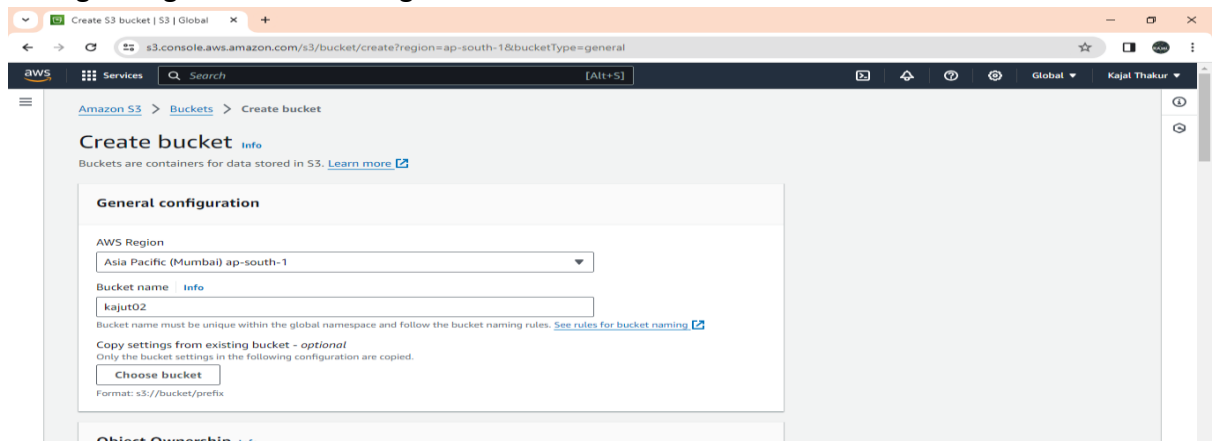 Create S3 bucket | S3 | Global
s3.console.aws.amazon.com/s3/bucket/create?region=ap-south-1&bucketType=general
aws Services Search [Alt+S] Global Kajal Thakur
Amazon S3 > Buckets > Create bucket
Create bucket Info
Buckets are containers for data stored in S3. Learn more
General configuration
AWS Region
Asia Pacific (Mumbai) ap-south-1
Bucket name Info
kajut02
Bucket name must be unique within the global namespace and follow the bucket naming rules. See rules for bucket naming
Copy settings from existing bucket - optional
Only the bucket settings in the following configuration are copied.
Choose bucket
Format: s3://bucket/prefix
Object Ownership